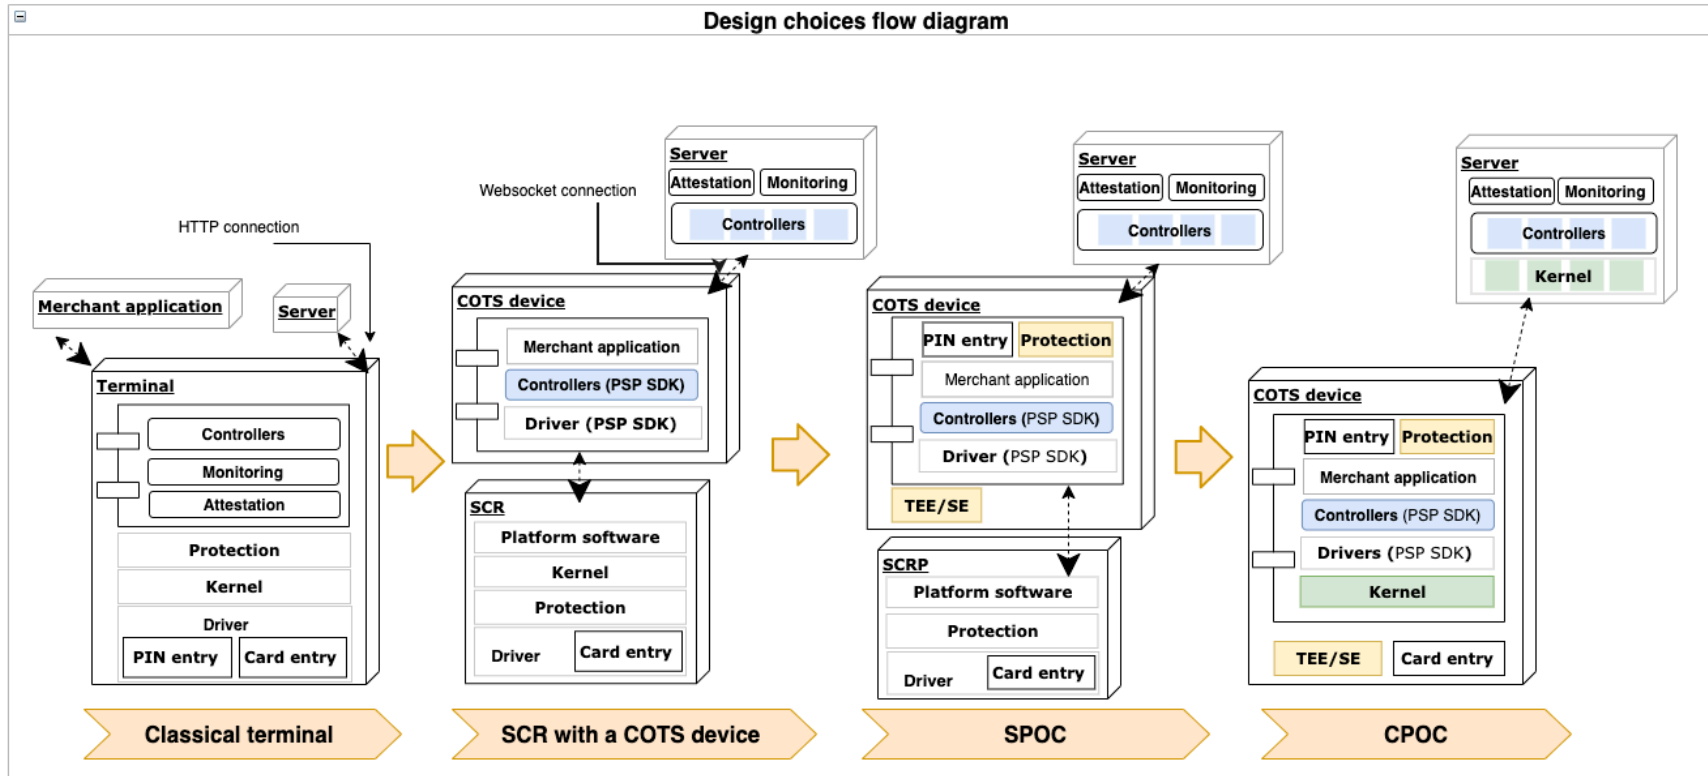 Design choices flow diagram
HTTP connection
Merchant application
Server
Terminal
Controllers
Monitoring
Attestation
Protection
Kernel
Driver
PIN entry
Card entry
Classical terminal
Websocket connection
Server
Attestation
Monitoring
Controllers
COTS device
Merchant application
Controllers (PSP SDK)
Driver (PSP SDK)
SCR
Platform software
Kernel
Protection
Driver
Card entry
SCR with a COTS device
Server
Attestation
Monitoring
Controllers
COTS device
PIN entry
Protection
Merchant application
Controllers (PSP SDK)
Driver (PSP SDK)
TEE/SE
SCRP
Platform software
Protection
Driver
Card entry
SPOC
Server
Attestation
Monitoring
Controllers
Kernel
COTS device
PIN entry
Protection
Merchant application
Controllers (PSP SDK)
Drivers (PSP SDK)
Kernel
TEE/SE
Card entry
CPOC